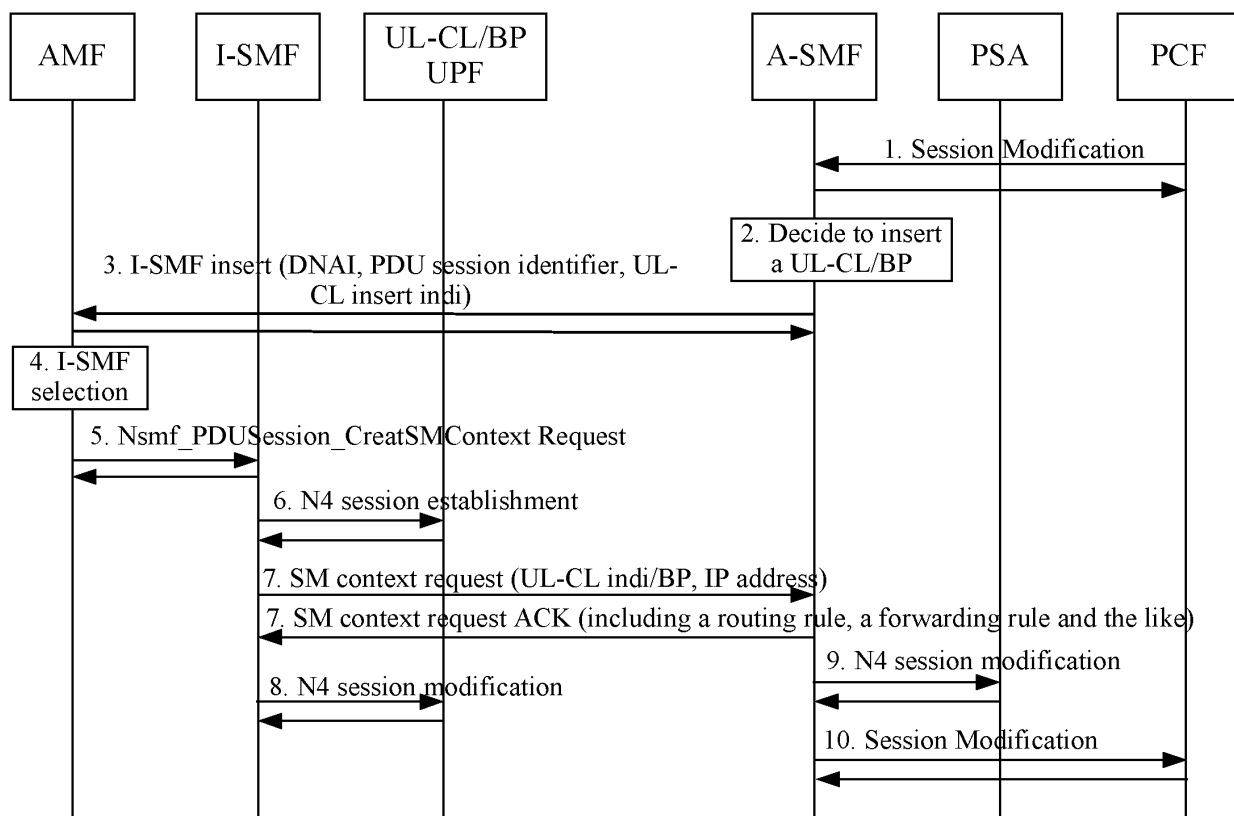 AMF
I-SMF
UL-CL/BP
UPF
A-SMF
PSA
PCF
1. Session Modification
2. Decide to insert
a UL-CL/BP
3. I-SMF insert (DNAI, PDU session identifier, UL-
CL insert indi)
4. I-SMF
selection
5. Nsmf_PDUSession_CreatSMContext Request
6. N4 session establishment
7. SM context request (UL-CL indi/BP, IP address)
7. SM context request ACK (including a routing rule, a forwarding rule and the like)
9. N4 session modification
8. N4 session modification
10. Session Modification